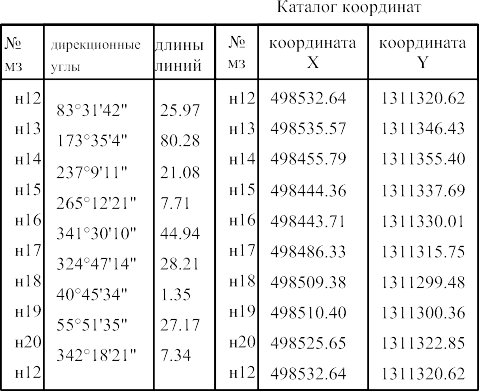 Каталог координат
№ мз дирекционные углы длины линий № мз координата X координата Y
н12 н12 498532.64 1311320.62
83°31'42" 25.97
н13 н13 498535.57 1311346.43
173°35'4" 80.28
н14 н14 498455.79 1311355.40
237°9'11" 21.08
н15 н15 498444.36 1311337.69
265°12'21" 7.71
н16 н16 498443.71 1311330.01
341°30'10" 44.94
н17 н17 498486.33 1311315.75
324°47'14" 28.21
н18 н18 498509.38 1311299.48
40°45'34" 1.35
н19 н19 498510.40 1311300.36
55°51'35" 27.17
н20 н20 498525.65 1311322.85
342°18'21" 7.34
н12 н12 498532.64 1311320.62